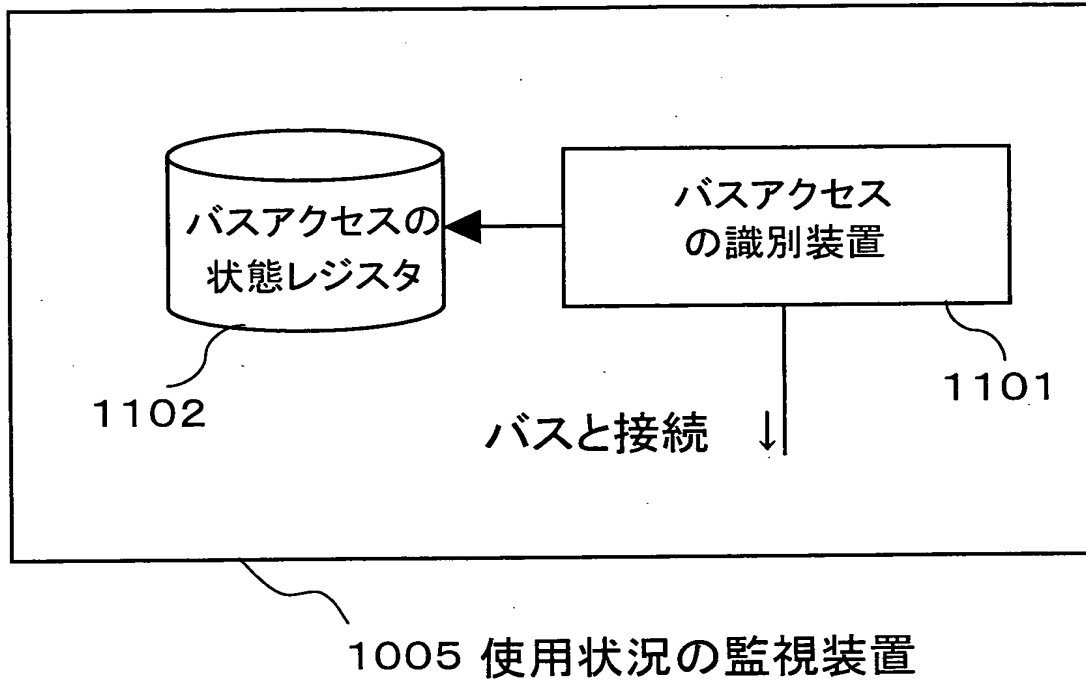 バスアクセスの
状態レジスタ
バスアクセス
の識別装置
1102
1101
バスと接続 ↓
1005 使用状況の監視装置